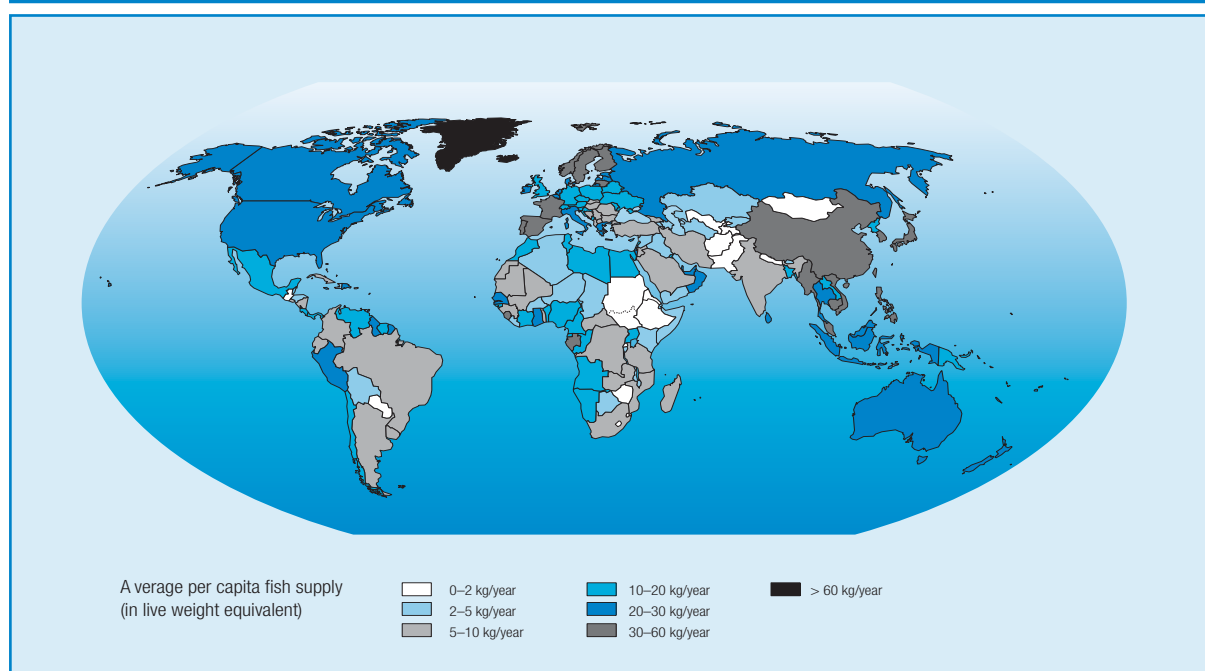 A verage per capita fish supply
(in live weight equivalent)
0–2 kg/year
2–5 kg/year
5–10 kg/year
10–20 kg/year
20–30 kg/year
30–60 kg/year
> 60 kg/year